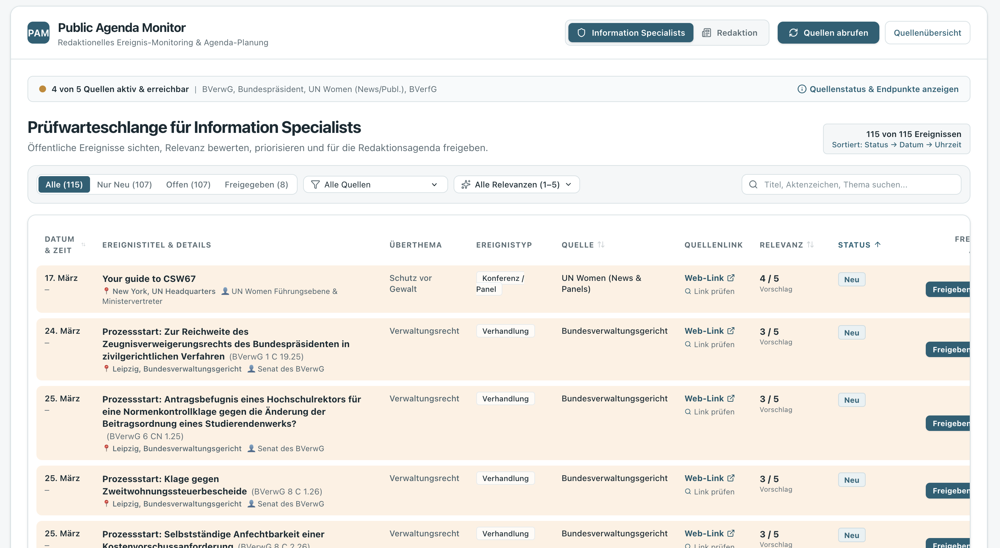 PAM
Public Agenda Monitor
Redaktionelles Ereignis-Monitoring & Agenda-Planung
Information Specialists
Redaktion
Quellen abrufen
Quellenübersicht
4 von 5 Quellen aktiv & erreichbar | BVerwG, Bundespräsident, UN Women (News/Publ.), BVerfG
Quellenstatus & Endpunkte anzeigen
Prüfwarteschlange für Information Specialists
Öffentliche Ereignisse sichten, Relevanz bewerten, priorisieren und für die Redaktionsagenda freigeben.
115 von 115 Ereignissen
Sortiert: Status → Datum → Uhrzeit
Alle (115)
Nur Neu (107)
Offen (107)
Freigegeben (8)
Alle Quellen
Alle Relevanzen (1–5)
Titel, Aktenzeichen, Thema suchen...
DATUM
& ZEIT
EREIGNISTITEL & DETAILS
ÜBERTHEMA
EREIGNISTYP
QUELLE
QUELLENLINK
RELEVANZ
STATUS ↑
FRE
17. März
–
Your guide to CSW67
📍 New York, UN Headquarters 👤 UN Women Führungsebene &
Ministervertreter
Schutz vor
Gewalt
Konferenz /
Panel
UN Women (News &
Panels)
Web-Link
Link prüfen
4 / 5
Vorschlag
Neu
Freigeben
24. März
–
Prozessstart: Zur Reichweite des
Zeugnisverweigerungsrechts des Bundespräsidenten in
zivilgerichtlichen Verfahren (BVerwG 1 C 19.25)
📍 Leipzig, Bundesverwaltungsgericht 👤 Senat des BVerwG
Verwaltungsrecht
Verhandlung
Bundesverwaltungsgericht
Web-Link
Link prüfen
3 / 5
Vorschlag
Neu
Freigeben
25. März
–
Prozessstart: Antragsbefugnis eines Hochschulrektors für
eine Normenkontrollklage gegen die Änderung der
Beitragsordnung eines Studierendenwerks?
(BVerwG 6 CN 1.25)
📍 Leipzig, Bundesverwaltungsgericht 👤 Senat des BVerwG
Verwaltungsrecht
Verhandlung
Bundesverwaltungsgericht
Web-Link
Link prüfen
3 / 5
Vorschlag
Neu
Freigeben
25. März
–
Prozessstart: Klage gegen
Zweitwohnungssteuerbescheide (BVerwG 8 C 1.26)
📍 Leipzig, Bundesverwaltungsgericht 👤 Senat des BVerwG
Verwaltungsrecht
Verhandlung
Bundesverwaltungsgericht
Web-Link
Link prüfen
3 / 5
Vorschlag
Neu
Freigeben
25. März
–
Prozessstart: Selbstständige Anfechtbarkeit einer
Kostenvorschussanforderung (BVerwG 8 C 2.26)
Verwaltungsrecht
Verhandlung
Bundesverwaltungsgericht
Web-Link
Link prüfen
3 / 5
Vorschlag
Neu
Freigeben